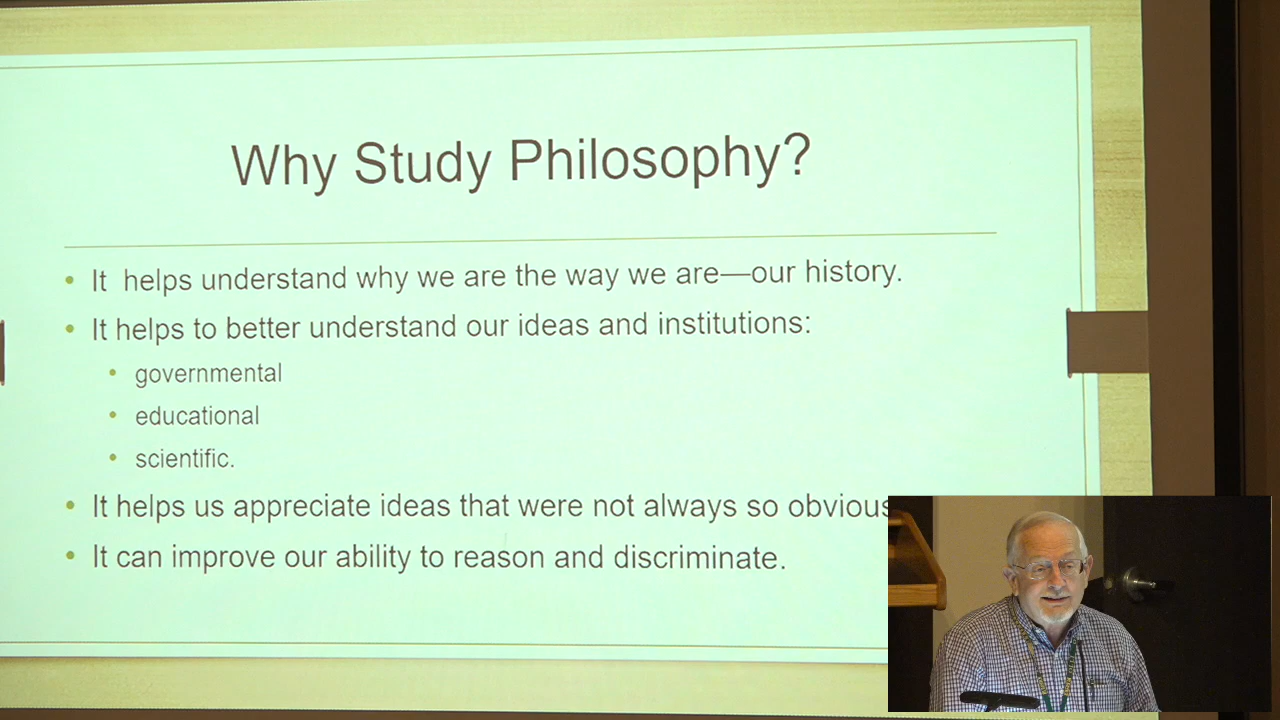 Why Study Philosophy?
• It helps understand why we are the way we are—our history.
• It helps to better understand our ideas and institutions:
• governmental
• educational
• scientific.
• It helps us appreciate ideas that were not always so obvious
• It can improve our ability to reason and discriminate.